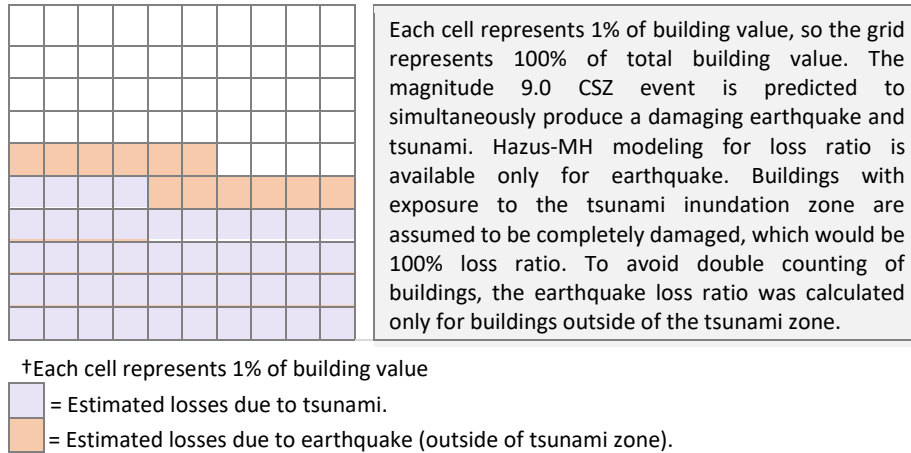 Each cell represents 1% of building value, so the grid
represents 100% of total building value. The
magnitude 9.0 CSZ event is predicted to
simultaneously produce a damaging earthquake and
tsunami. Hazus-MH modeling for loss ratio is
available only for earthquake. Buildings with
exposure to the tsunami inundation zone are
assumed to be completely damaged, which would be
100% loss ratio. To avoid double counting of
buildings, the earthquake loss ratio was calculated
only for buildings outside of the tsunami zone.
†Each cell represents 1% of building value
= Estimated losses due to tsunami.
= Estimated losses due to earthquake (outside of tsunami zone).